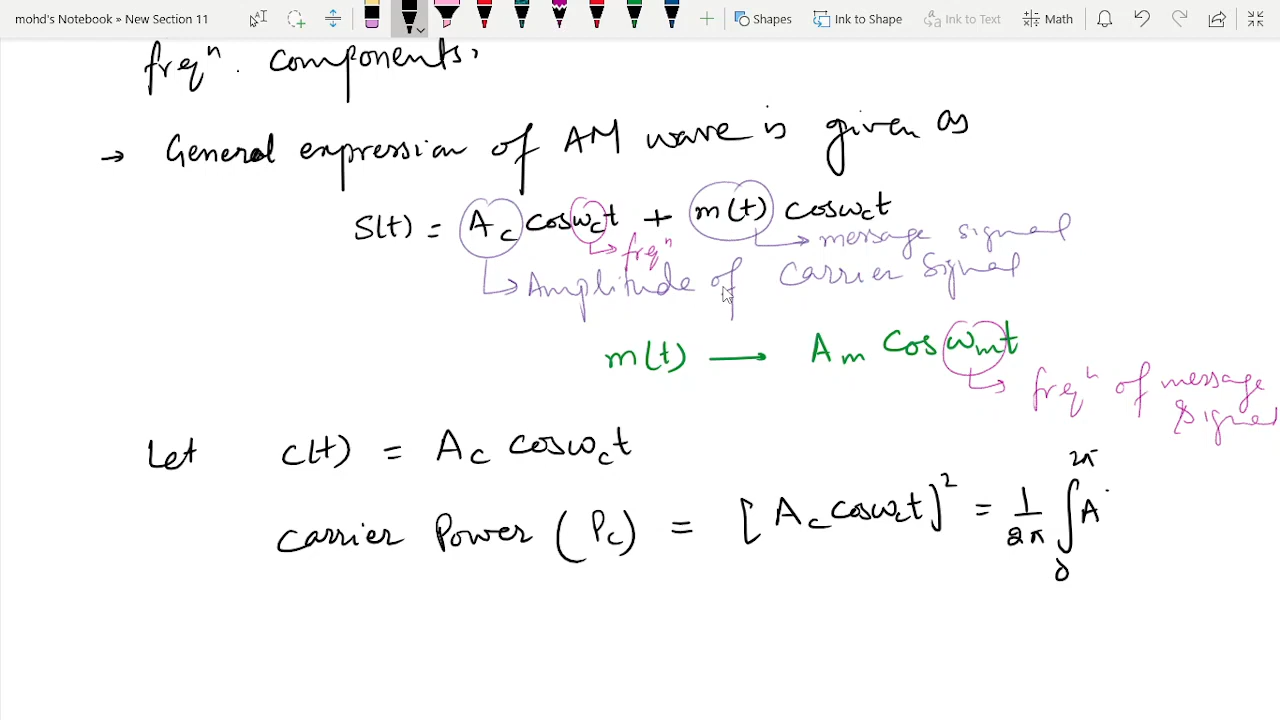 mohd's Notebook » New Section 11
Shapes Ink to Shape Ink to Text Math
freqⁿ. components.
→ General expression of AM wave is given as
S(t) = A_c cosω_ct + m(t) cosω_ct
freqⁿ message signal
Amplitude of Carrier Signal
m(t) → A_m cosω_mt
freqⁿ of message
Signal
Let c(t) = A_c cosω_ct
Carrier Power (P_c) = [A_c cosω_ct]² = 1/2π ∫₀^2π A